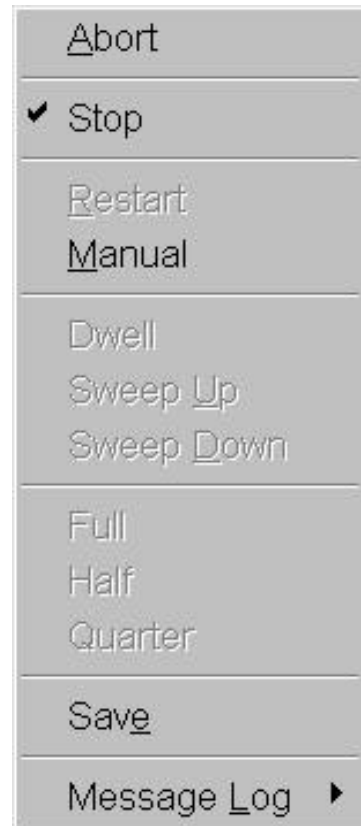 Abort
Stop
Restart
Manual
Dwell
Sweep Up
Sweep Down
Full
Half
Quarter
Save
Message Log